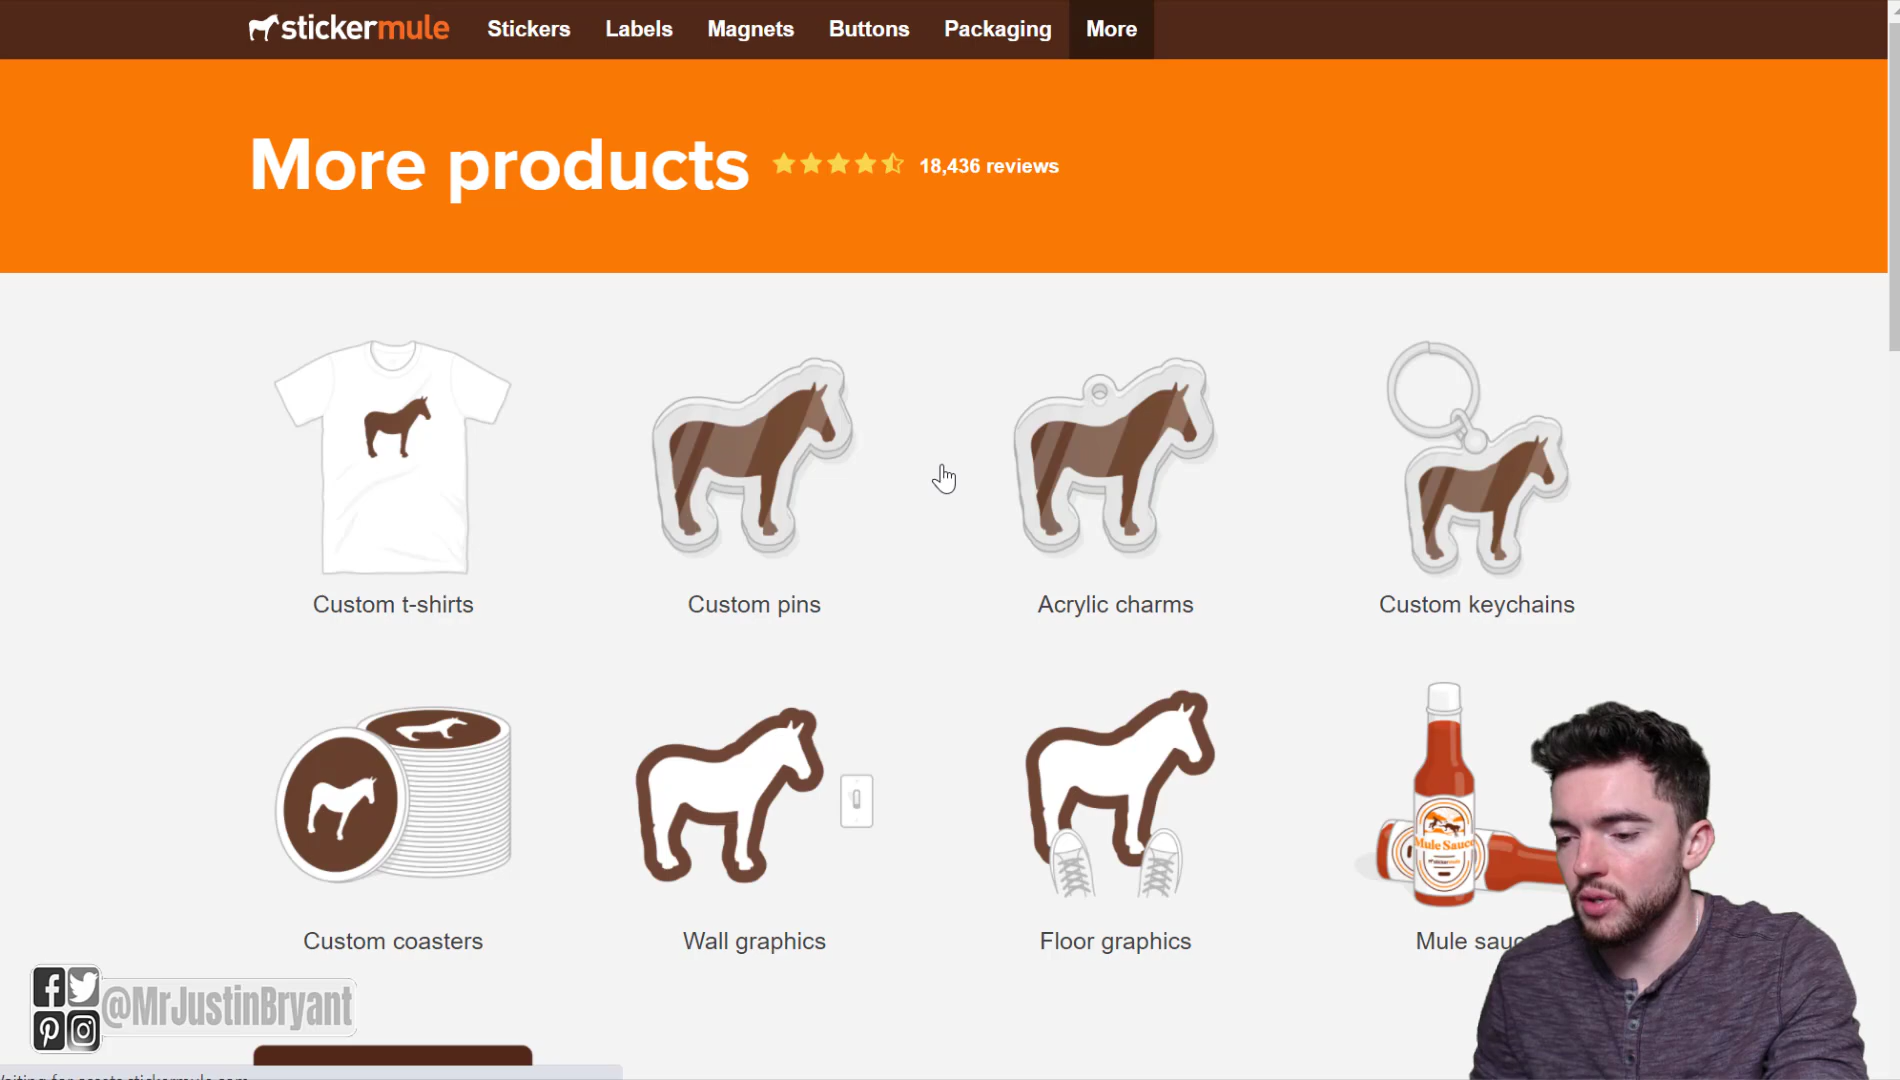 stickermule Stickers Labels Magnets Buttons Packaging More
More products 18,436 reviews
Custom t-shirts Custom pins Acrylic charms Custom keychains
Mule Sauce
Custom coasters Wall graphics Floor graphics Mule sauc
@MrJustinBryant